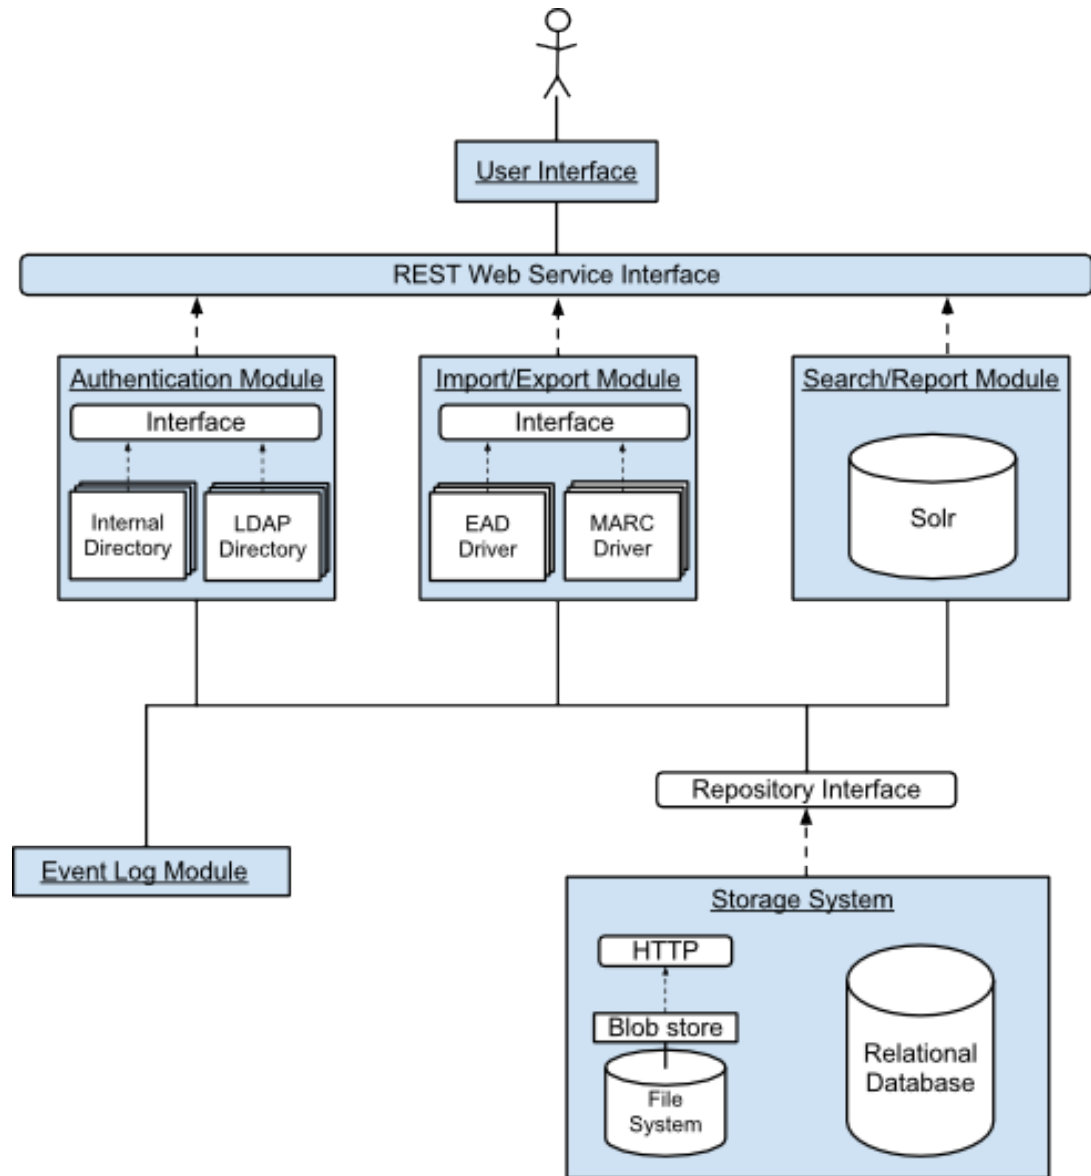 User Interface
REST Web Service Interface
Authentication Module
Interface
Internal
Directory
LDAP
Directory
Import/Export Module
Interface
EAD
Driver
MARC
Driver
Search/Report Module
Solr
Repository Interface
Event Log Module
Storage System
HTTP
Blob store
File
System
Relational
Database